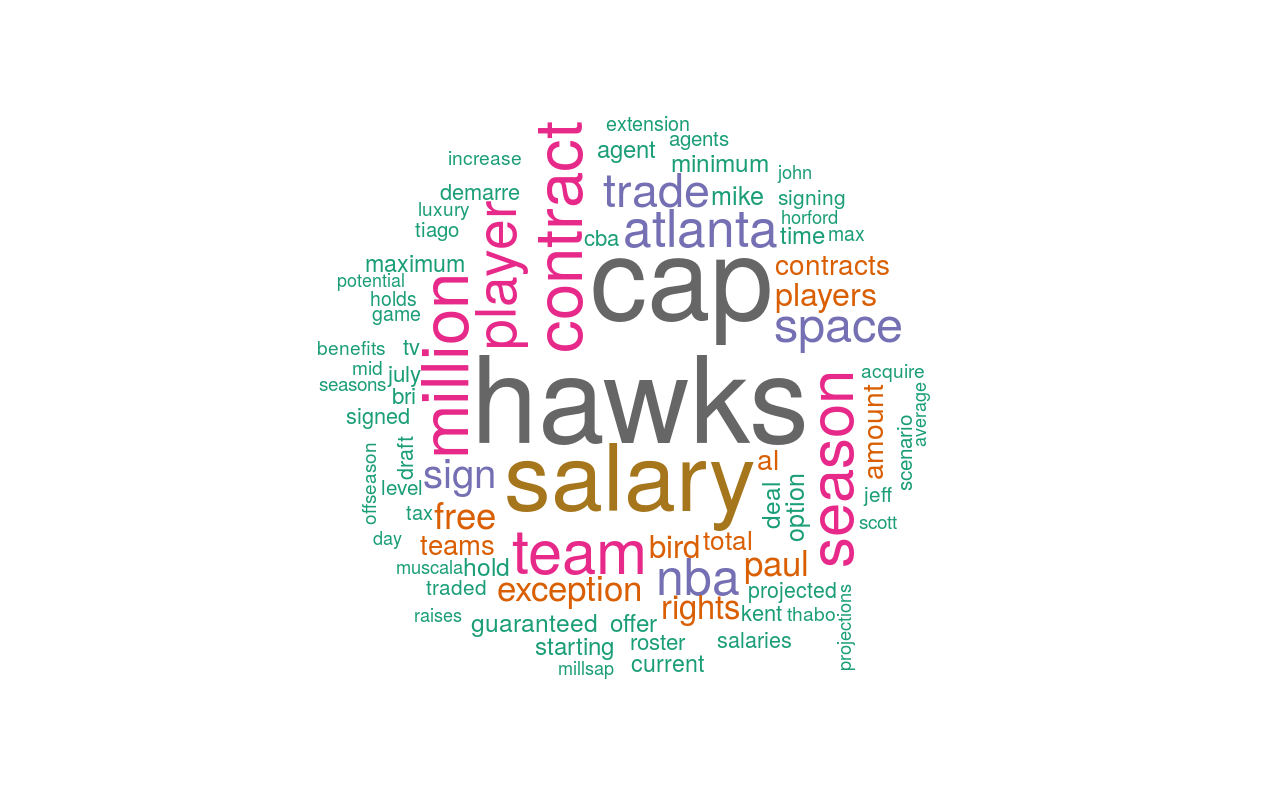 extension
agents
agent
increase
minimum
john
contract
demarre
trade
mike
signing
luxury
player
horford
tiago
cba
atlanta
time
max
maximum
cap
contracts
potential
holds
players
game
million
space
benefits
tv
hawks
mid
july
acquire
seasons
bri
season
amount
average
signed
scenario
draft
offseason
sign
salary
al
level
deal
option
jeff
tax
free
scott
day
teams
team
bird
total
muscala
hold
nba
paul
traded
exception
projected
raises
rights
kent
thabo
projections
guaranteed
offer
starting
roster
salaries
millsap
current